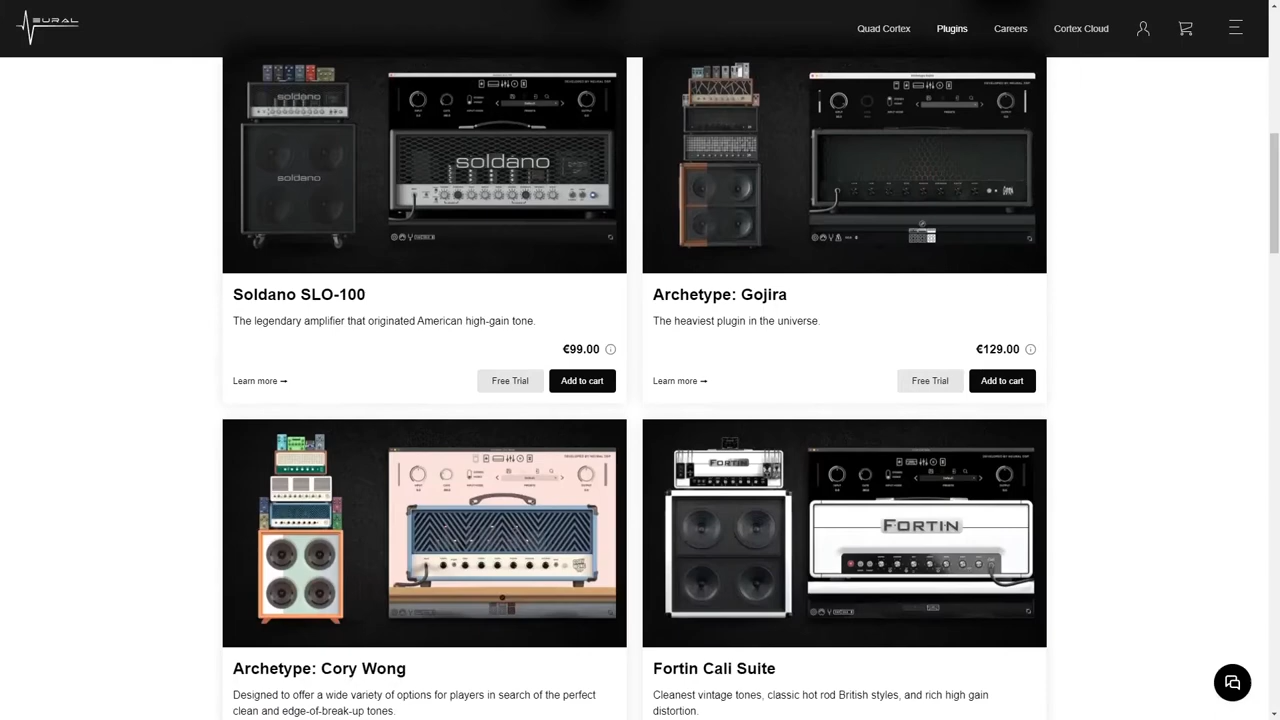 EURAL
Quad Cortex
Plugins
Careers
Cortex Cloud
soldano
soldano
soldano
Soldano SLO-100
The legendary amplifier that originated American high-gain tone.
€99.00
Learn more →
Free Trial
Add to cart
Archetype: Gojira
The heaviest plugin in the universe.
€129.00
Learn more →
Free Trial
Add to cart
FORTIN
FORTIN
Archetype: Cory Wong
Designed to offer a wide variety of options for players in search of the perfect
clean and edge-of-break-up tones.
Fortin Cali Suite
Cleanest vintage tones, classic hot rod British styles, and rich high gain
distortion.